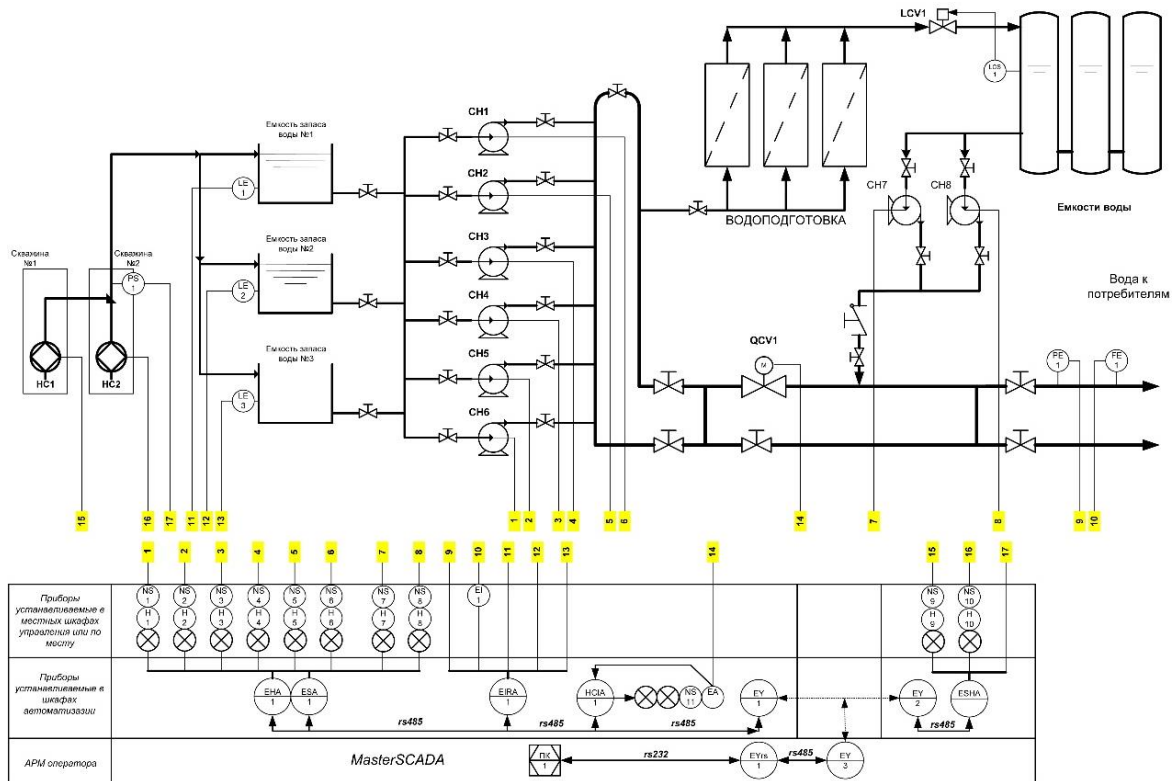 LCV1
LCS
1
Емкость запаса
воды №1
CH1
LE
1
CH2
CH7
CH8
ВОДОПОДГОТОВКА
Емкости воды
Емкость запаса
воды №2
CH3
Скважина
№1
Скважина
№2
PS
1
LE
2
CH4
Вода к
потребителям
Емкость запаса
воды №3
QCV1
M
HC1
HC2
CH5
PE
1
FE
1
LE
3
CH6
15
16
17
11
12
13
1
2
3
4
5
6
14
7
8
9
10
1
2
3
4
5
6
7
8
9
10
11
12
13
14
15
16
17
Приборы
устанавливаемые в
местных шкафах
управления или по
месту
NS
1
NS
2
NS
3
NS
4
NS
5
NS
6
NS
7
NS
8
EI
1
NS
9
NS
10
H
1
H
2
H
3
H
4
H
5
H
6
H
7
H
8
H
9
H
10
Приборы
устанавливаемые в
шкафах
автоматизазии
EHA
1
ESA
1
EIRA
1
HCIA
1
NS
11
EA
EY
1
EY
2
ESHA
rs485
rs485
rs485
rs485
АРМ оператора
MasterSCADA
ПК
1
rs232
EYrs
1
rs485
EY
3